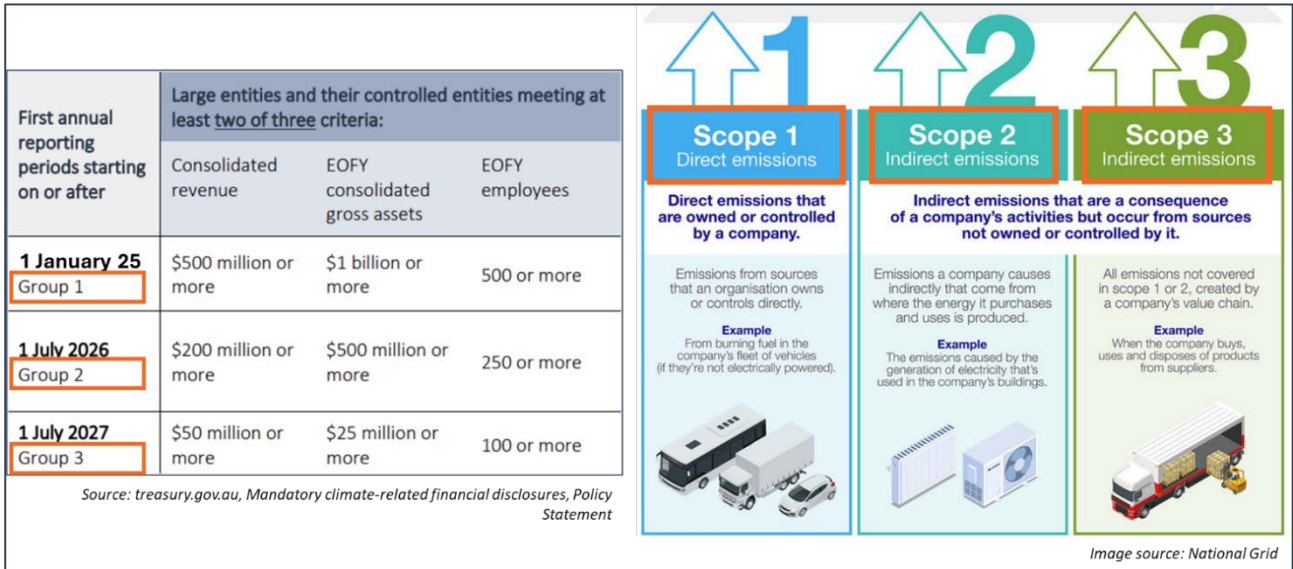 First annual
reporting
periods starting
on or after
Large entities and their controlled entities meeting at
least two of three criteria:
Consolidated
revenue
EOFY
consolidated
gross assets
EOFY
employees
1 January 25
Group 1
$500 million or
more
$1 billion or
more
500 or more
1 July 2026
Group 2
$200 million or
more
$500 million or
more
250 or more
1 July 2027
Group 3
$50 million or
more
$25 million or
more
100 or more
Source: treasury.gov.au, Mandatory climate-related financial disclosures, Policy
Statement
1
Scope 1
Direct emissions
Direct emissions that
are owned or controlled
by a company.
Emissions from sources
that an organisation owns
or controls directly.
Example
From burning fuel in the
company's fleet of vehicles
(if they're not electrically powered).
2
Scope 2
Indirect emissions
3
Scope 3
Indirect emissions
Indirect emissions that are a consequence
of a company's activities but occur from sources
not owned or controlled by it.
Emissions a company causes
indirectly that come from
where the energy it purchases
and uses is produced.
Example
The emissions caused by the
generation of electricity that's
used in the company's buildings.
All emissions not covered
in scope 1 or 2, created by
a company's value chain.
Example
When the company buys,
uses and disposes of products
from suppliers.
Image source: National Grid